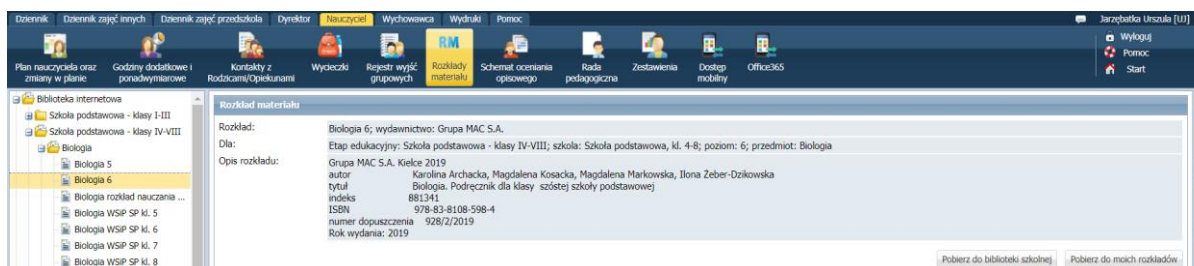 Dziennik Dziennik zajęć innych Dziennik zajęć przedszkola Dyrektor Nauczyciel Wychowawca Wydruki Pomoc Jarzębatka Urszula [UJ]
Plan nauczyciela oraz zmiany w planie
Godziny dodatkowe i ponadwymiarowe
Kontakty z Rodzicami/Opiekunami
Wycieczki
Rejestr wyjść grupowych
RM
Rozkłady materiału
Schemat oceniania opisowego
Rada pedagogiczna
Zestawienia
Dostęp mobilny
Office365
Wyloguj
Pomoc
Start
Biblioteka internetowa
Szkoła podstawowa - klasy I-III
Szkoła podstawowa - klasy IV-VIII
Biologia
Biologia 5
Biologia 6
Biologia rozkład nauczania ...
Biologia WSiP SP kl. 5
Biologia WSiP SP kl. 6
Biologia WSiP SP kl. 7
Biologia WSiP SP kl. 8
Rozkład materiału
Rozkład: Biologia 6; wydawnictwo: Grupa MAC S.A.
Dla: Etap edukacyjny: Szkoła podstawowa - klasy IV-VIII; szkoła: Szkoła podstawowa, kl. 4-8; poziom: 6; przedmiot: Biologia
Opis rozkładu: Grupa MAC S.A. Kielce 2019
autor Karolina Archacka, Magdalena Kosacka, Magdalena Markowska, Ilona Żeber-Dzikowska
tytuł Biologia. Podręcznik dla klasy szóstej szkoły podstawowej
indeks 881341
ISBN 978-83-8108-598-4
numer dopuszczenia 928/2/2019
Rok wydania: 2019
Pobierz do biblioteki szkolnej Pobierz do moich rozkładów